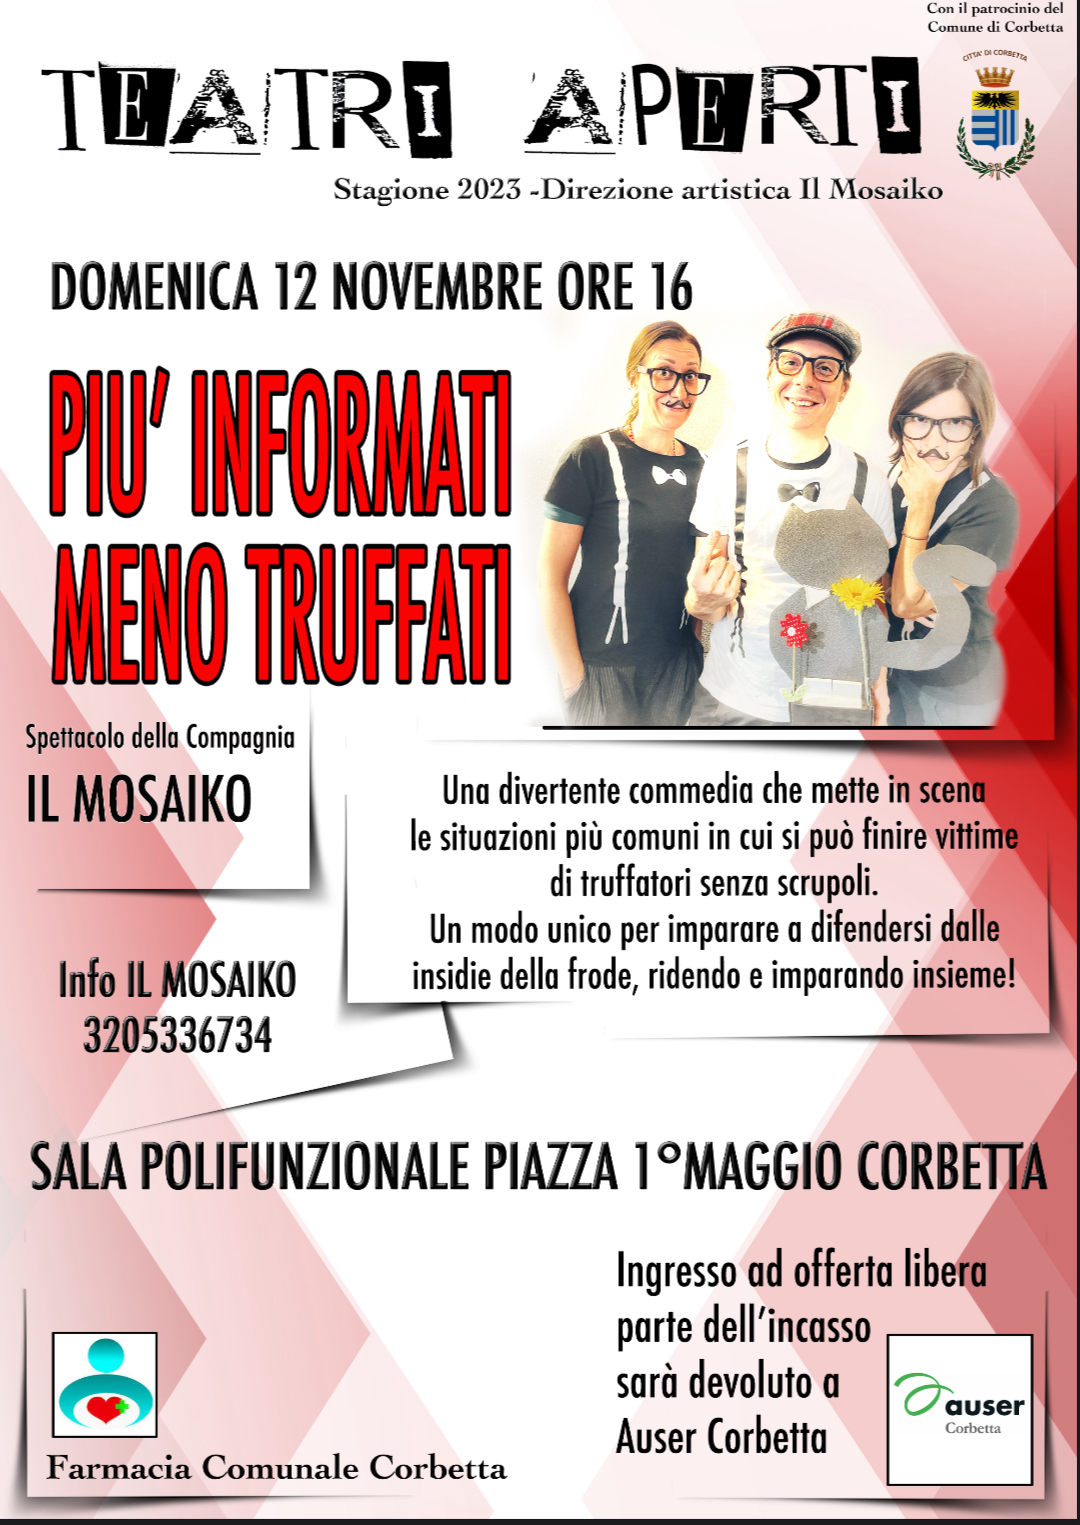 Con il patrocinio del
Comune di Corbetta
CITTA' DI CORBETTA
TEATRI APERTI
Stagione 2023 -Direzione artistica Il Mosaiko
DOMENICA 12 NOVEMBRE ORE 16
PIU' INFORMATI
MENO TRUFFATI
Spettacolo della Compagnia
IL MOSAIKO
Una divertente commedia che mette in scena
le situazioni più comuni in cui si può finire vittime
di truffatori senza scrupoli.
Un modo unico per imparare a difendersi dalle
insidie della frode, ridendo e imparando insieme!
Info IL MOSAIKO
3205336734
SALA POLIFUNZIONALE PIAZZA 1°MAGGIO CORBETTA
Ingresso ad offerta libera
parte dell'incasso
sarà devoluto a
Auser Corbetta
auser
Corbetta
Farmacia Comunale Corbetta